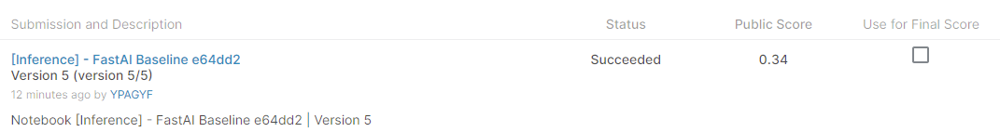 Submission and Description Status Public Score Use for Final Score
[Inference] - FastAI Baseline e64dd2 Succeeded 0.34
Version 5 (version 5/5)
12 minutes ago by YPAGYF
Notebook [Inference] - FastAI Baseline e64dd2 | Version 5